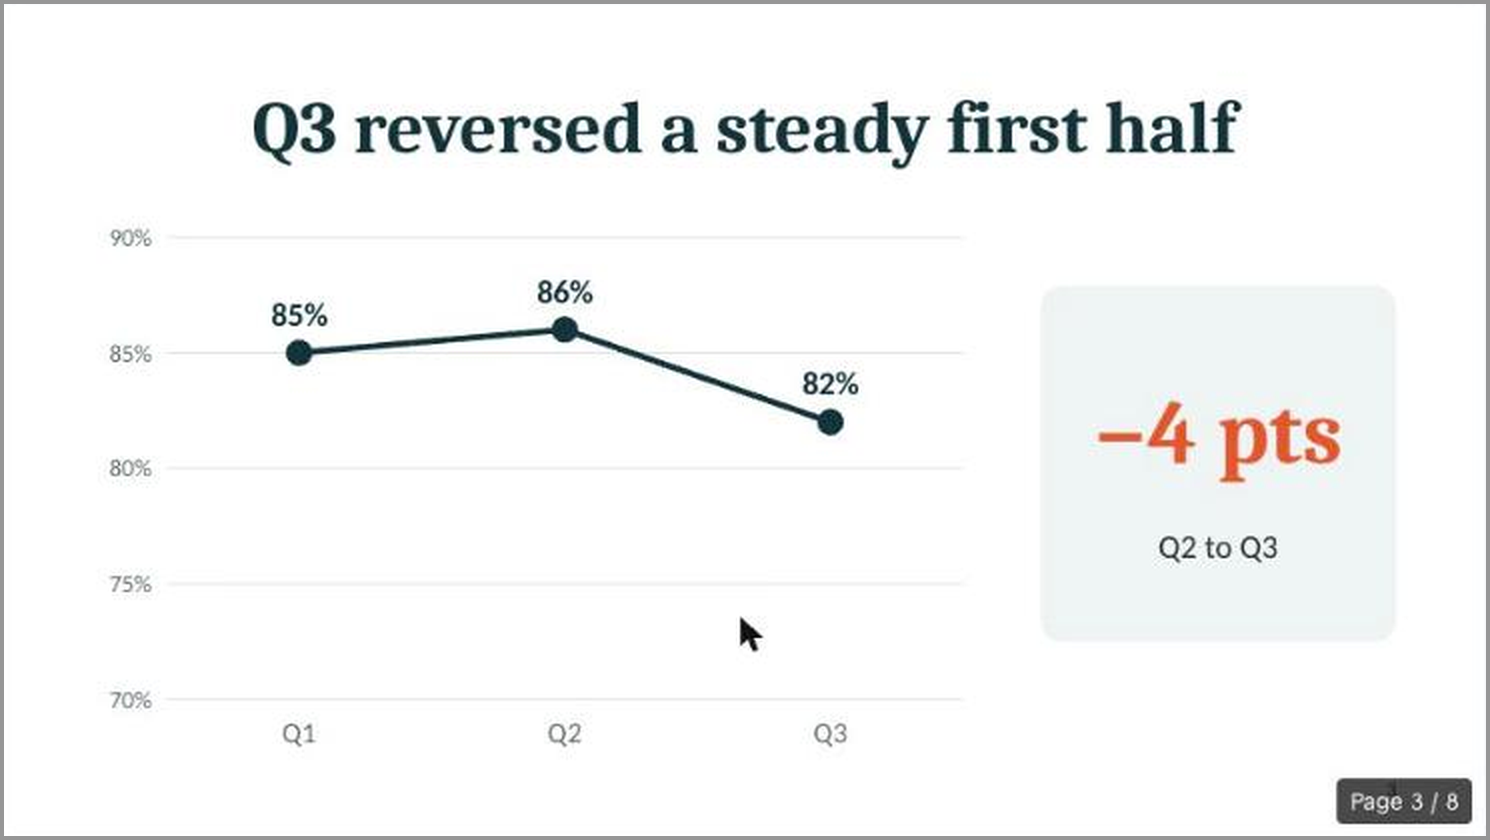 Q3 reversed a steady first half
90%
85%
80%
75%
70%
85%
86%
82%
Q1 Q2 Q3
–4 pts
Q2 to Q3
Page 3 / 8